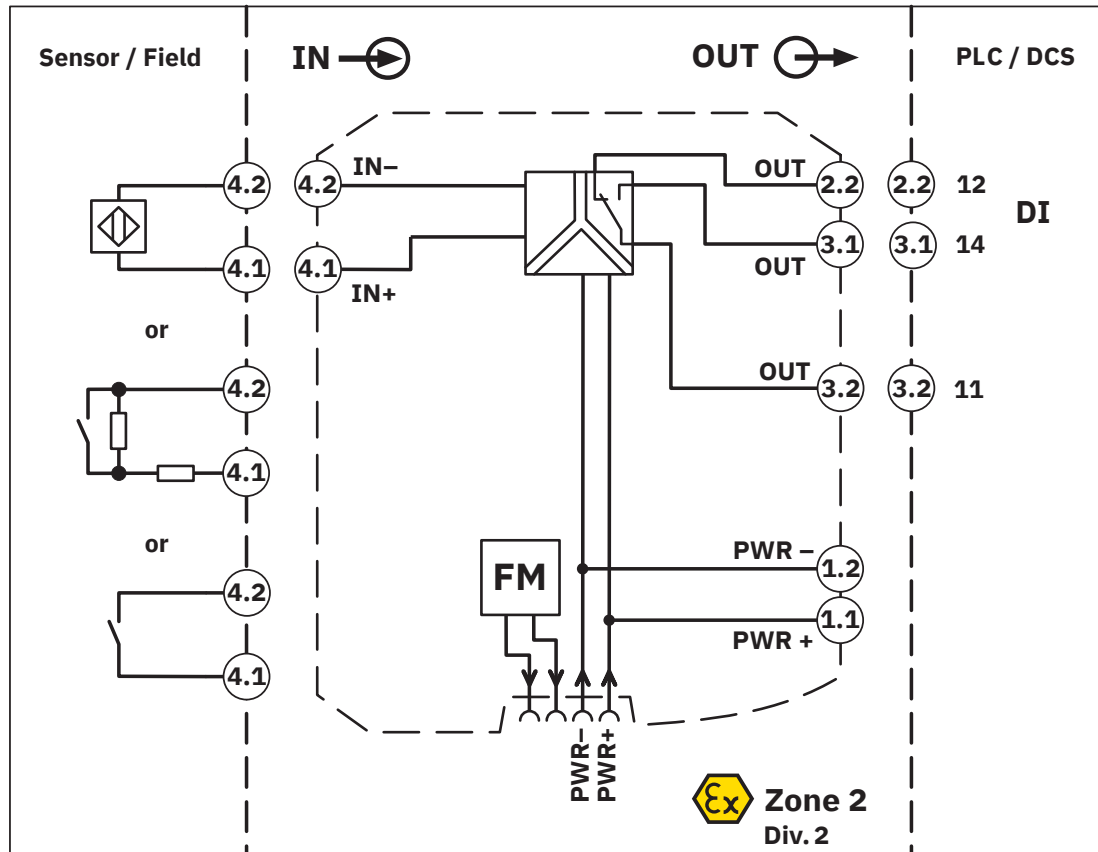 Sensor / Field
IN
OUT
PLC / DCS
4.2
4.2
IN–
OUT
2.2
2.2
12
DI
4.1
4.1
IN+
3.1
3.1
14
OUT
or
4.2
OUT
3.2
3.2
11
4.1
or
FM
PWR –
1.2
4.2
1.1
PWR +
4.1
PWR–
PWR+
Ex
Zone 2
Div. 2